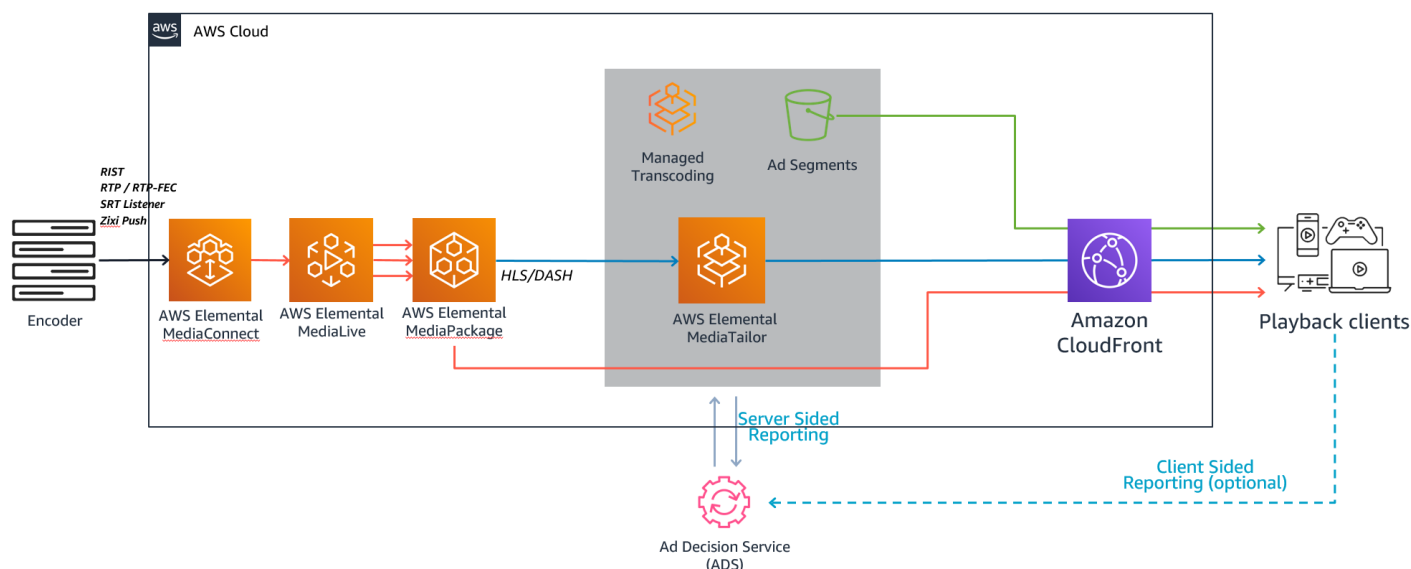 aws
AWS Cloud
RIST
RTP / RTP-FEC
SRT Listener
Zixi Push
Managed
Transcoding
Ad Segments
HLS/DASH
Encoder
AWS Elemental
MediaConnect
AWS Elemental
MediaLive
AWS Elemental
MediaPackage
AWS Elemental
MediaTailor
Amazon
CloudFront
Playback clients
Server Sided
Reporting
Client Sided
Reporting (optional)
Ad Decision Service
(ADS)